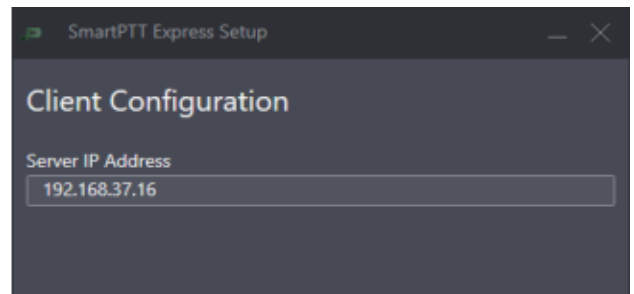 SmartPTT Express Setup
Client Configuration
Server IP Address
192.168.37.16